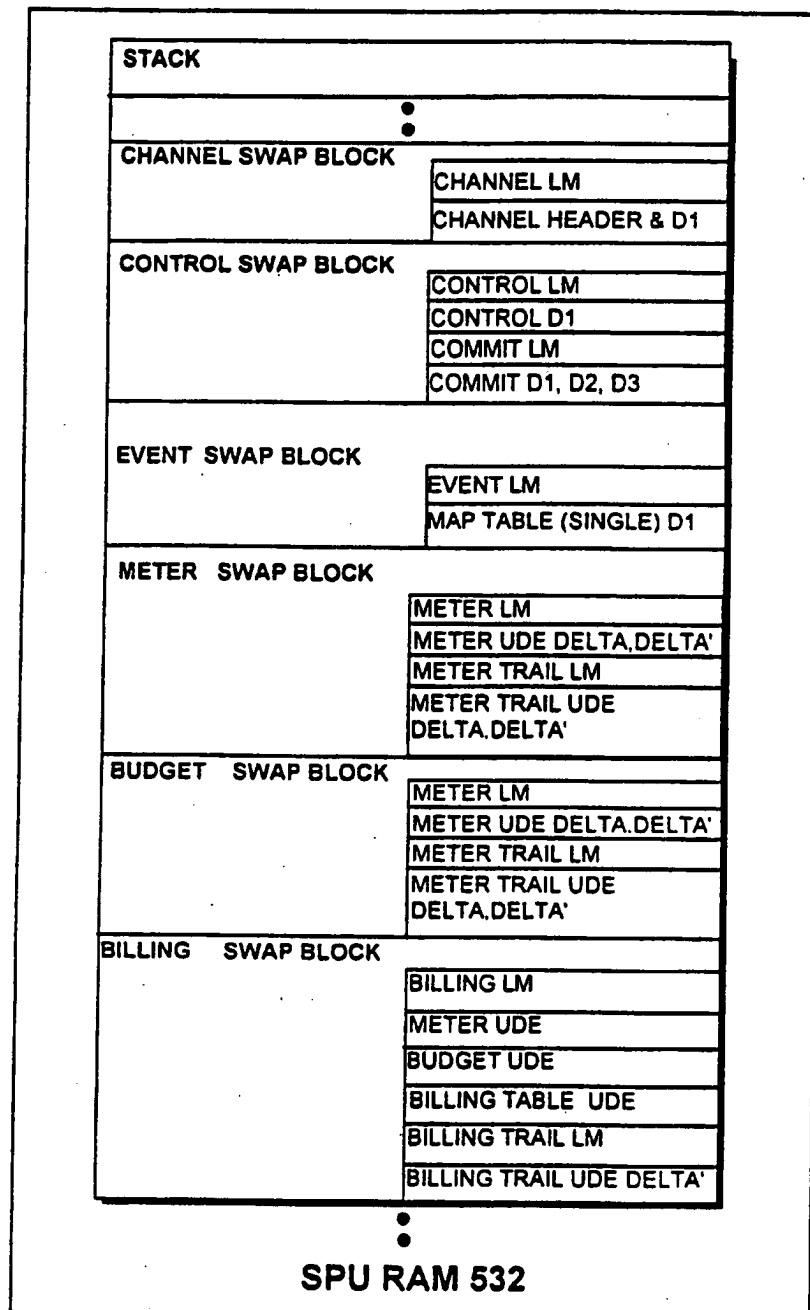 STACK
CHANNEL SWAP BLOCK
CHANNEL LM
CHANNEL HEADER & D1
CONTROL SWAP BLOCK
CONTROL LM
CONTROL D1
COMMIT LM
COMMIT D1, D2, D3
EVENT SWAP BLOCK
EVENT LM
MAP TABLE (SINGLE) D1
METER SWAP BLOCK
METER LM
METER UDE DELTA,DELTA'
METER TRAIL LM
METER TRAIL UDE
DELTA.DELTA'
BUDGET SWAP BLOCK
METER LM
METER UDE DELTA.DELTA'
METER TRAIL LM
METER TRAIL UDE
DELTA,DELTA'
BILLING SWAP BLOCK
BILLING LM
METER UDE
BUDGET UDE
BILLING TABLE UDE
BILLING TRAIL LM
BILLING TRAIL UDE DELTA'
SPU RAM 532